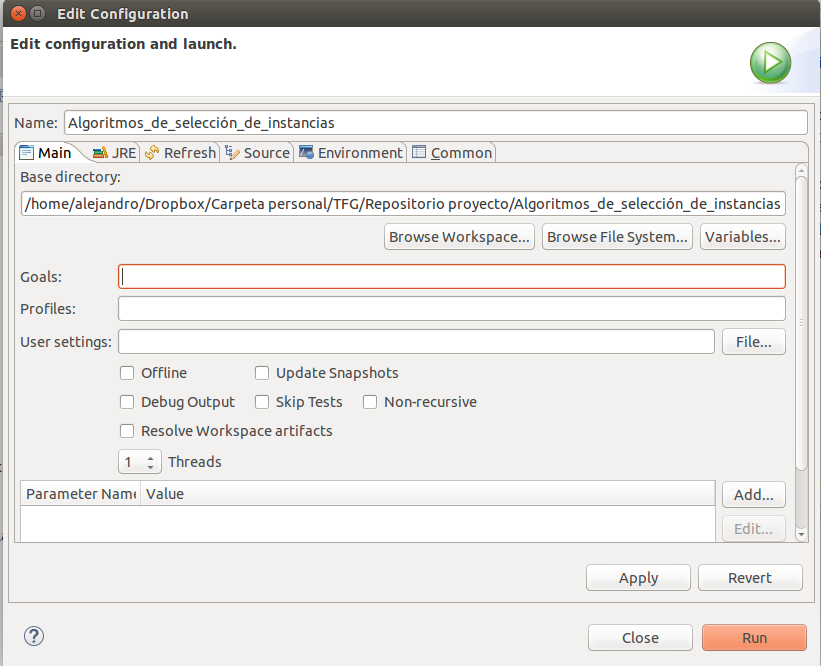 Edit Configuration
Edit configuration and launch.
Name: Algoritmos_de_selección_de_instancias
Main JRE Refresh Source Environment Common
Base directory:
/home/alejandro/Dropbox/Carpeta personal/TFG/Repositorio proyecto/Algoritmos_de_selección_de_instancias
Browse Workspace... Browse File System... Variables...
Goals:
Profiles:
User settings: File...
Offline Update Snapshots
Debug Output Skip Tests Non-recursive
Resolve Workspace artifacts
1 Threads
Parameter Name Value Add...
Edit...
Apply Revert
? Close Run